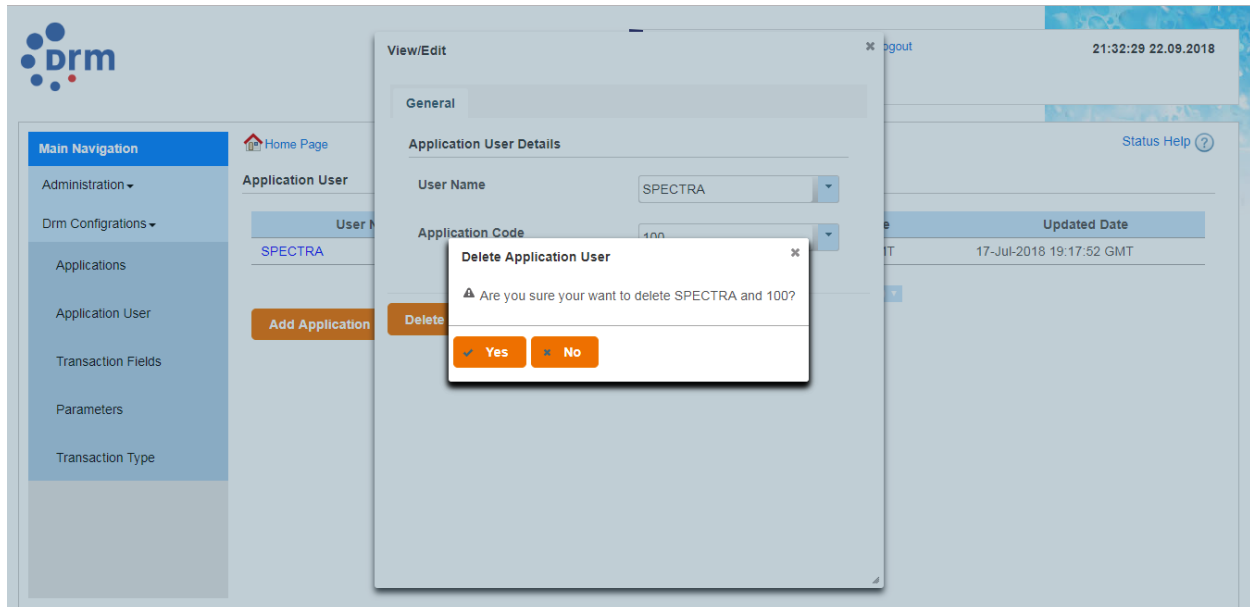 Drm
ogout
21:32:29 22.09.2018
Main Navigation
Administration
Drm Configrations
Applications
Application User
Transaction Fields
Parameters
Transaction Type
Home Page
Status Help ?
Application User
User N
e
Updated Date
SPECTRA
IT
17-Jul-2018 19:17:52 GMT
Add Application
View/Edit
General
Application User Details
User Name
SPECTRA
Application Code
100
Delete
Delete Application User
Are you sure your want to delete SPECTRA and 100?
Yes
No